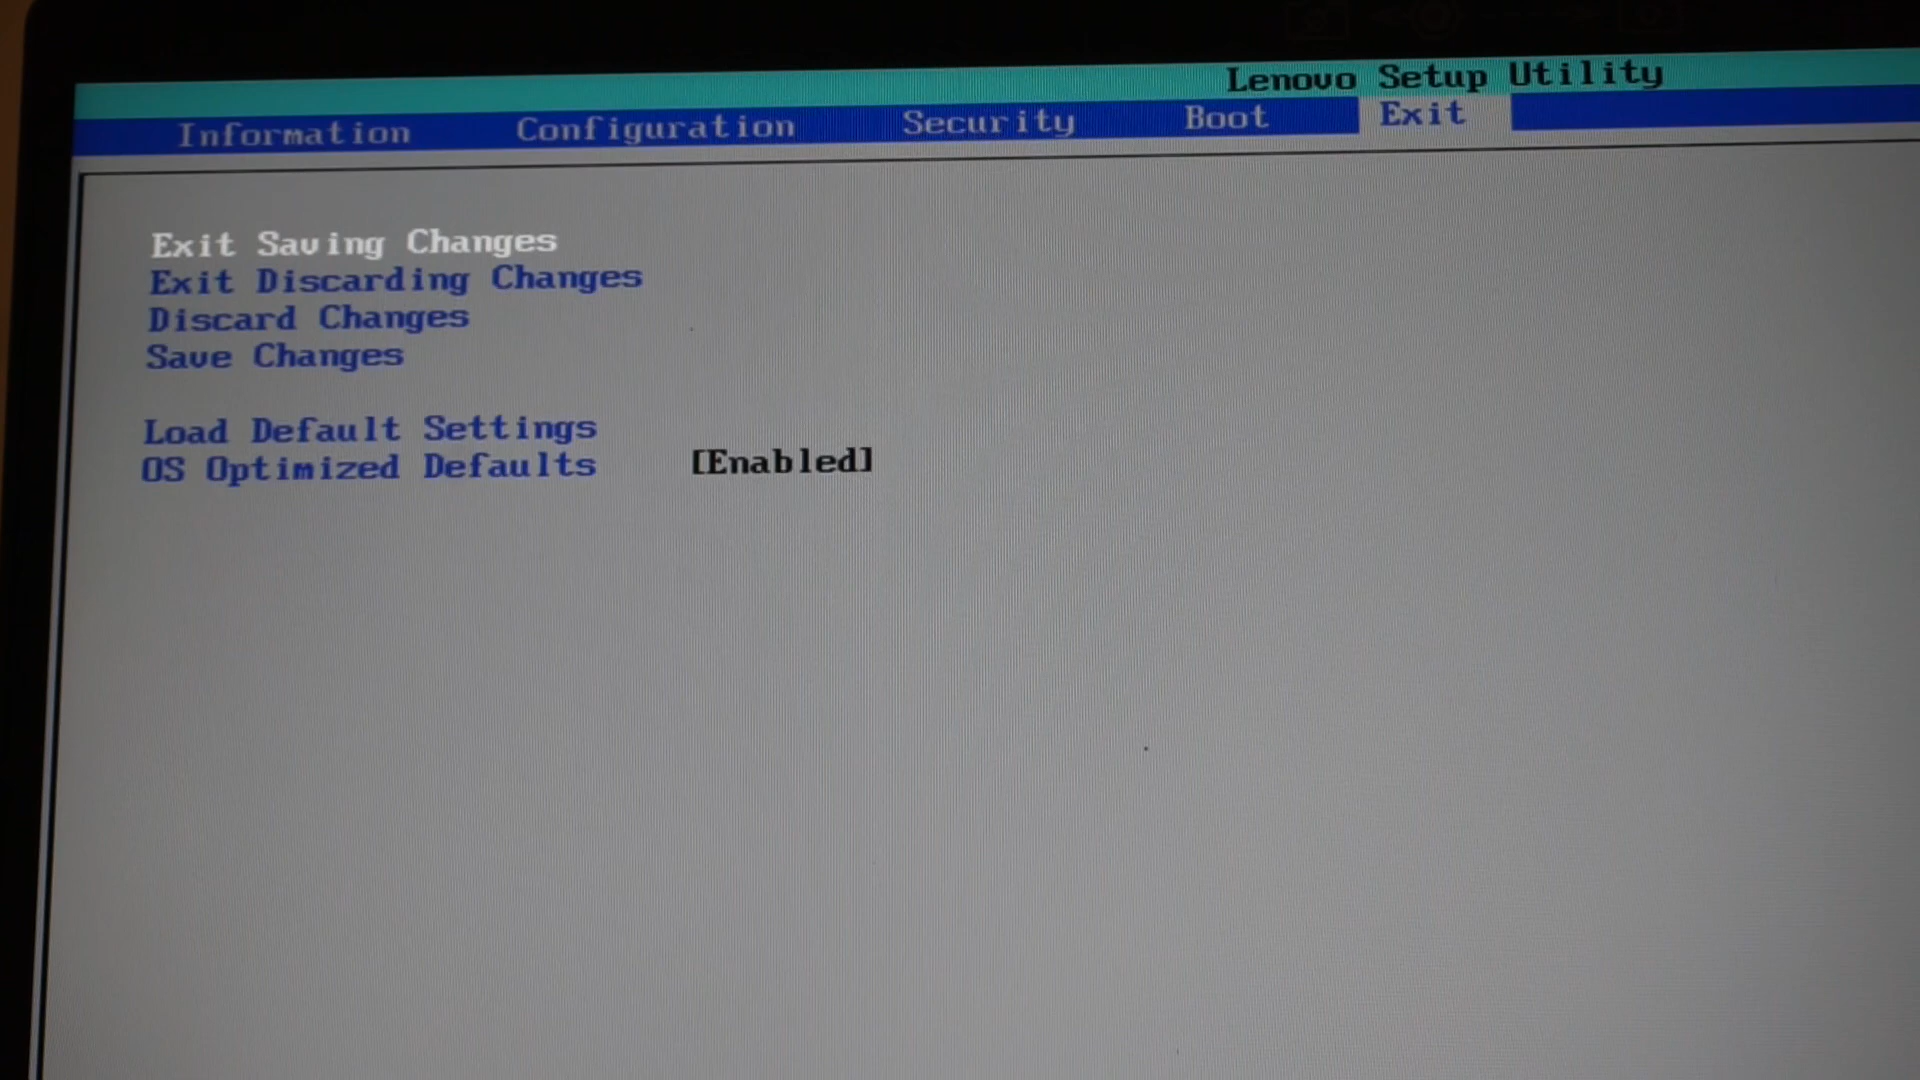 Lenovo Setup Utility
Information Configuration Security Boot Exit
Exit Saving Changes
Exit Discarding Changes
Discard Changes
Save Changes
Load Default Settings
OS Optimized Defaults [Enabled]